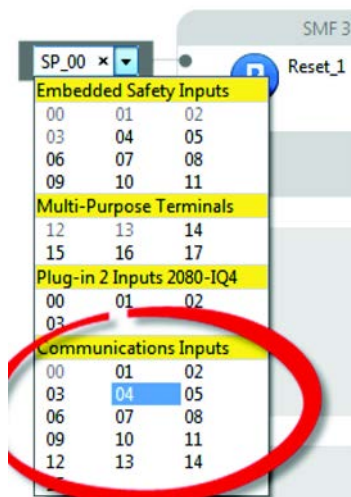 SMF 3
SP_00 ×
Reset_1
R
Embedded Safety Inputs
00 01 02
03 04 05
06 07 08
09 10 11
Multi-Purpose Terminals
12 13 14
15 16 17
Plug-in 2 Inputs 2080-IQ4
00 01 02
03
Communications Inputs
00 01 02
03 04 05
06 07 08
09 10 11
12 13 14